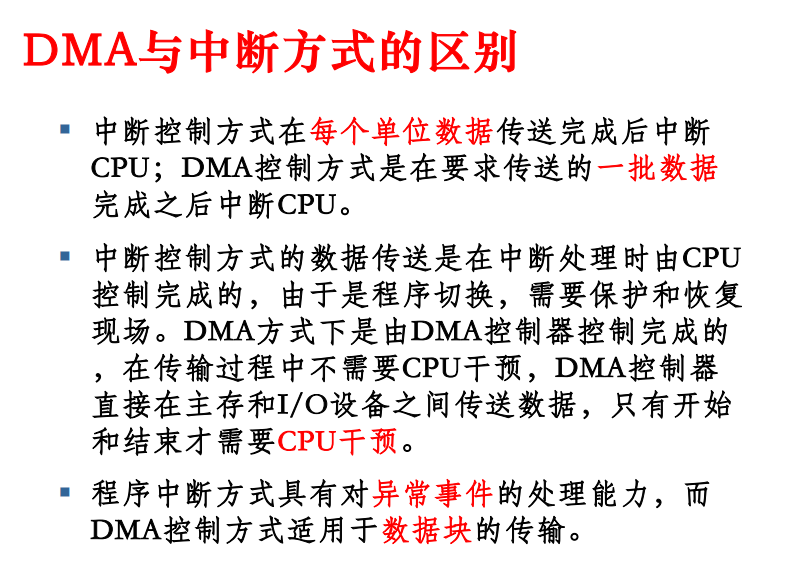 DMA与中断方式的区别
中断控制方式在每个单位数据传送完成后中断
CPU；DMA控制方式是在要求传送的一批数据
完成之后中断CPU。
中断控制方式的数据传送是在中断处理时由CPU
控制完成的，由于是程序切换，需要保护和恢复
现场。DMA方式下是由DMA控制器控制完成的
，在传输过程中不需要CPU干预，DMA控制器
直接在主存和I/O设备之间传送数据，只有开始
和结束才需要CPU干预。
程序中断方式具有对异常事件的处理能力，而
DMA控制方式适用于数据块的传输。